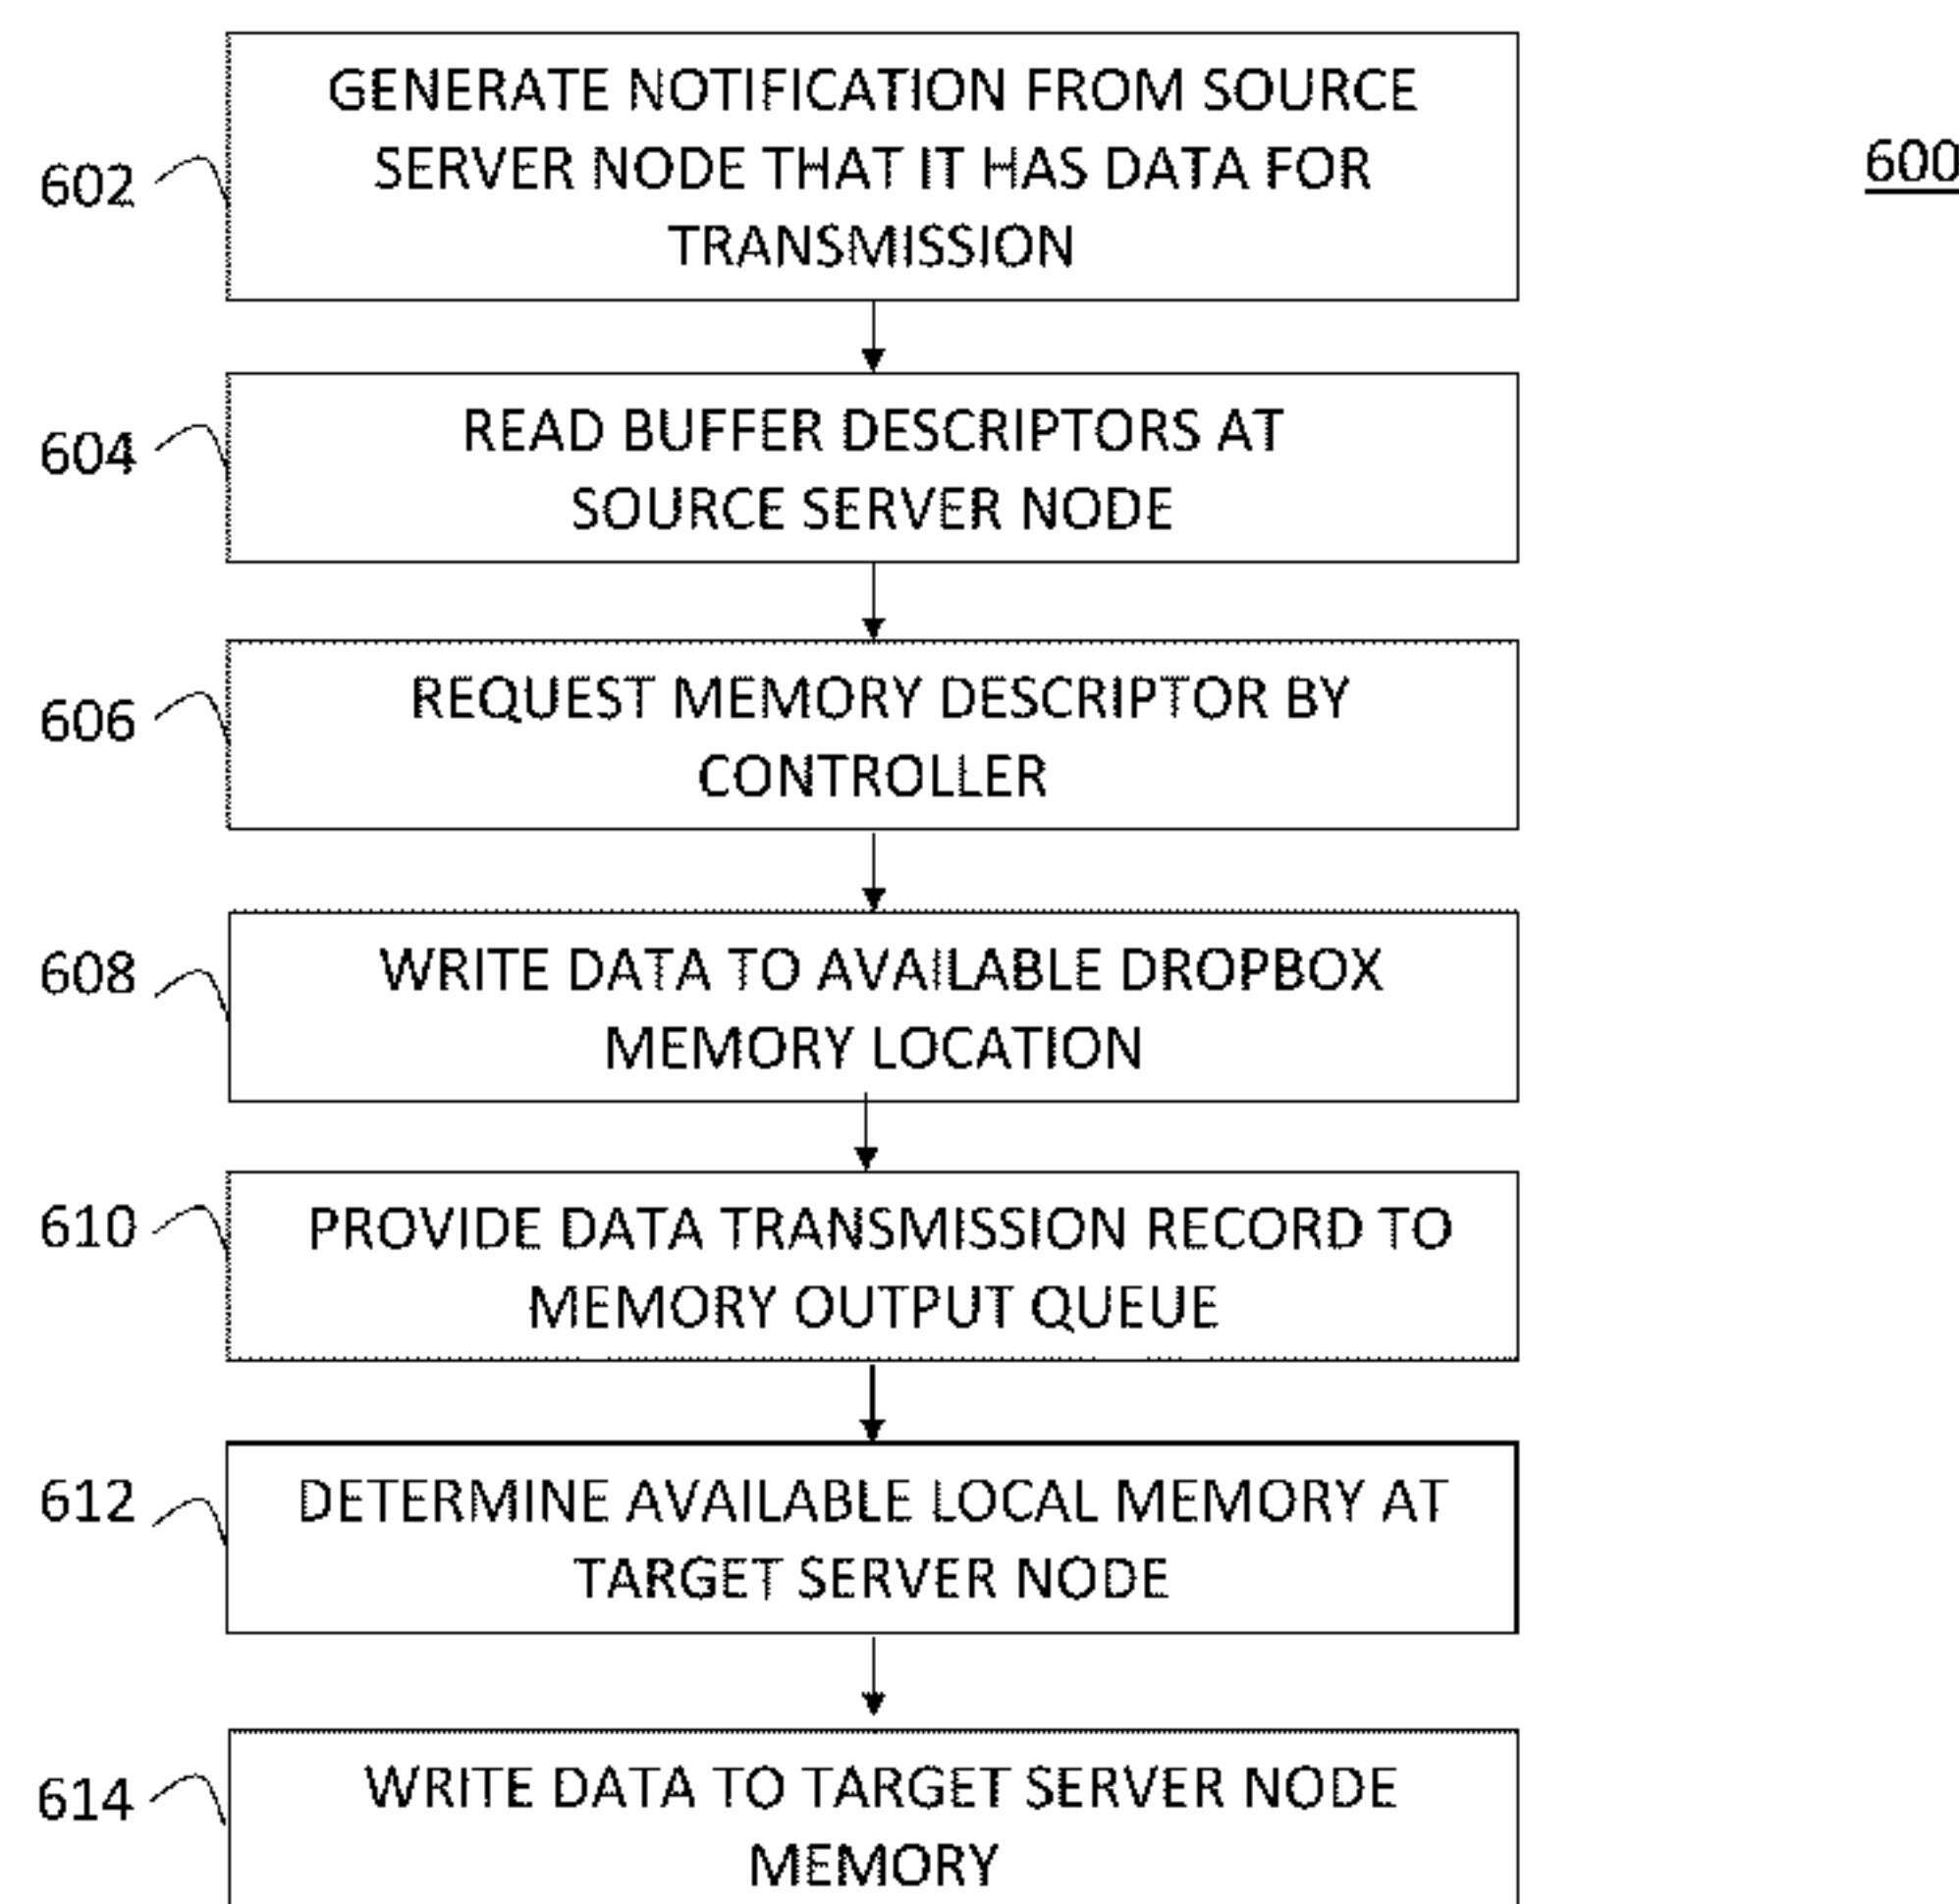 GENERATE NOTIFICATION FROM SOURCE
SERVER NODE THAT IT HAS DATA FOR
TRANSMISSION
602
600
READ BUFFER DESCRIPTORS AT
SOURCE SERVER NODE
604
REQUEST MEMORY DESCRIPTOR BY
CONTROLLER
606
WRITE DATA TO AVAILABLE DROPBOX
MEMORY LOCATION
608
PROVIDE DATA TRANSMISSION RECORD TO
MEMORY OUTPUT QUEUE
610
DETERMINE AVAILABLE LOCAL MEMORY AT
TARGET SERVER NODE
612
WRITE DATA TO TARGET SERVER NODE
MEMORY
614